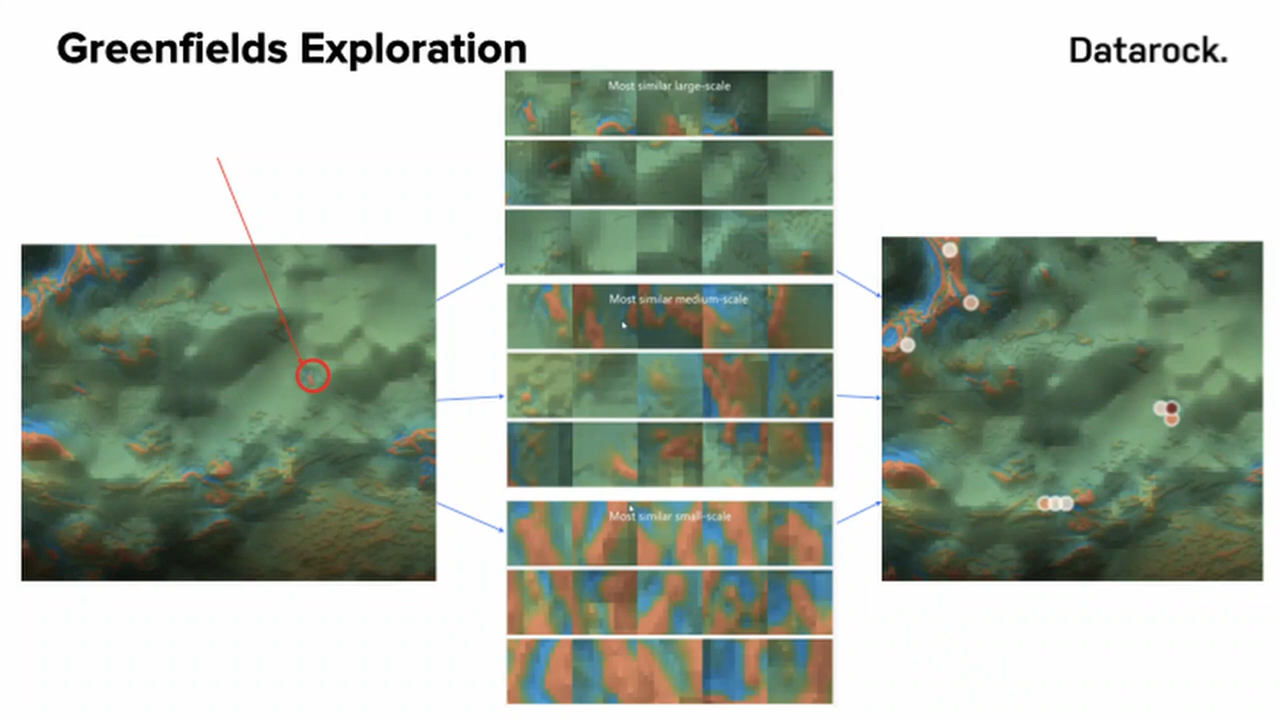 Greenfields Exploration
Datarock.
Most similar large-scale
Most similar medium-scale
Most similar small-scale